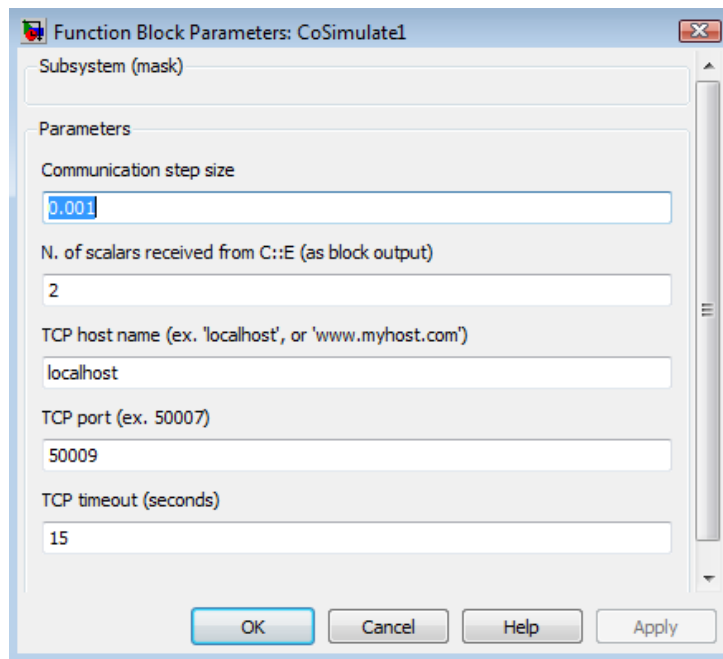 Function Block Parameters: CoSimulate1
Subsystem (mask)
Parameters
Communication step size
0.001
N. of scalars received from C::E (as block output)
2
TCP host name (ex. 'localhost', or 'www.myhost.com')
localhost
TCP port (ex. 50007)
50009
TCP timeout (seconds)
15
OK Cancel Help Apply